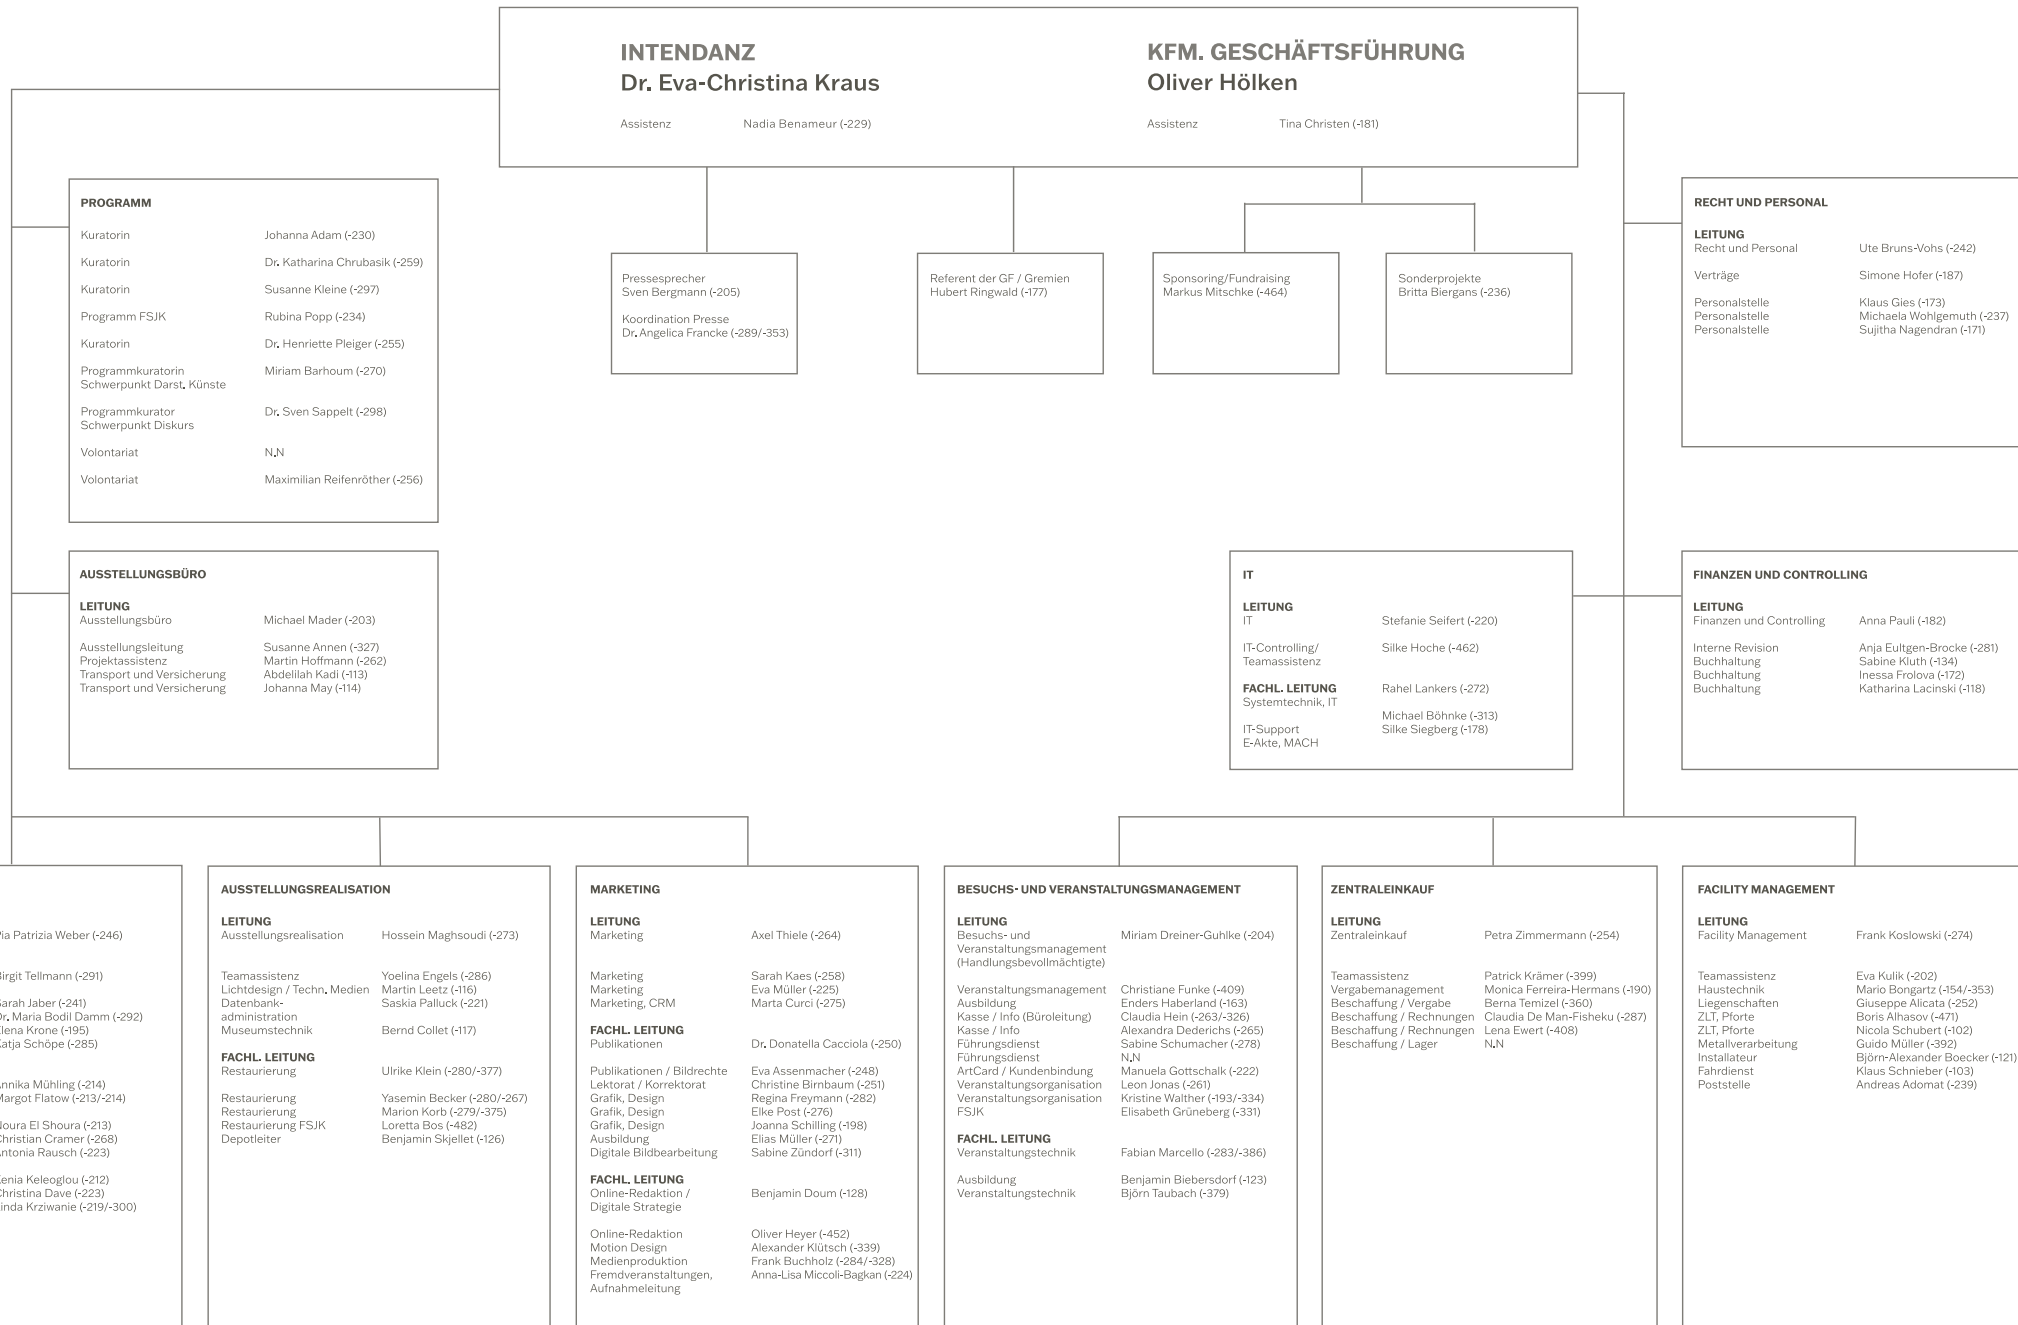 INTENDANZ
Dr. Eva-Christina Kraus
Assistenz Nadia Benameur (-229)
KFM. GESCHÄFTSFÜHRUNG
Oliver Hölken
Assistenz Tina Christen (-181)
PROGRAMM
Kuratorin Johanna Adam (-230)
Kuratorin Dr. Katharina Chrubasik (-259)
Kuratorin Susanne Kleine (-297)
Programm FSJK Rubina Popp (-234)
Kuratorin Dr. Henriette Pleiger (-255)
Programmkuratorin Miriam Barhoum (-270)
Schwerpunkt Darst. Künste
Programmkurator Dr. Sven Sappelt (-298)
Schwerpunkt Diskurs
Volontariat N.N
Volontariat Maximilian Reifenröther (-256)
Pressesprecher
Sven Bergmann (-205)
Koordination Presse
Dr. Angelica Francke (-289/-353)
Referent der GF / Gremien
Hubert Ringwald (-177)
Sponsoring/Fundraising
Markus Mitschke (-464)
Sonderprojekte
Britta Biergans (-236)
RECHT UND PERSONAL
LEITUNG
Recht und Personal Ute Bruns-Vohs (-242)
Verträge Simone Hofer (-187)
Personalstelle Klaus Gies (-173)
Personalstelle Michaela Wohlgemuth (-237)
Personalstelle Sujitha Nagendran (-171)
AUSSTELLUNGSBÜRO
LEITUNG
Ausstellungsbüro Michael Mader (-203)
Ausstellungsleitung Susanne Annen (-327)
Projektassistenz Martin Hoffmann (-262)
Transport und Versicherung Abdelilah Kadi (-113)
Transport und Versicherung Johanna May (-114)
IT
LEITUNG
IT Stefanie Seifert (-220)
IT-Controlling/ Silke Hoche (-462)
Teamassistenz
FACHL. LEITUNG Rahel Lankers (-272)
Systemtechnik, IT
Michael Böhnke (-313)
IT-Support Silke Siegberg (-178)
E-Akte, MACH
FINANZEN UND CONTROLLING
LEITUNG
Finanzen und Controlling Anna Pauli (-182)
Interne Revision Anja Eultgen-Brocke (-281)
Buchhaltung Sabine Kluth (-134)
Buchhaltung Inessa Frolova (-172)
Buchhaltung Katharina Lacinski (-118)
Patrizia Weber (-246)
Tellmann (-291)
Jaber (-241)
Maria Bodil Damm (-292)
Krone (-195)
Schöpe (-285)
Mühling (-214)
Flatow (-213/-214)
El Shoura (-213)
Cramer (-268)
Rausch (-223)
Keleoglou (-212)
Dave (-223)
Krziwanie (-219/-300)
AUSSTELLUNGSREALISATION
LEITUNG
Ausstellungsrealisation Hossein Maghsoudi (-273)
Teamassistenz Yoelina Engels (-286)
Lichtdesign / Techn. Medien Martin Leetz (-116)
Datenbank- Saskia Palluck (-221)
administration
Museumstechnik Bernd Collet (-117)
FACHL. LEITUNG
Restaurierung Ulrike Klein (-280/-377)
Restaurierung Yasemin Becker (-280/-267)
Restaurierung Marion Korb (-279/-375)
Restaurierung FSJK Loretta Bos (-482)
Depotleiter Benjamin Skjellet (-126)
MARKETING
LEITUNG
Marketing Axel Thiele (-264)
Marketing Sarah Kaes (-258)
Marketing Eva Müller (-225)
Marketing, CRM Marta Curci (-275)
FACHL. LEITUNG
Publikationen Dr. Donatella Cacciola (-250)
Publikationen / Bildrechte Eva Assenmacher (-248)
Lektorat / Korrektorat Christine Birnbaum (-251)
Grafik, Design Regina Freymann (-282)
Grafik, Design Elke Post (-276)
Grafik, Design Joanna Schilling (-198)
Ausbildung Elias Müller (-271)
Digitale Bildbearbeitung Sabine Zündorf (-311)
FACHL. LEITUNG
Online-Redaktion / Benjamin Doum (-128)
Digitale Strategie
Online-Redaktion Oliver Heyer (-452)
Motion Design Alexander Klütsch (-339)
Medienproduktion Frank Buchholz (-284/-328)
Fremdveranstaltungen, Anna-Lisa Miccoli-Bagkan (-224)
Aufnahmeleitung
BESUCHS- UND VERANSTALTUNGSMANAGEMENT
LEITUNG
Besuchs- und Miriam Dreiner-Guhlke (-204)
Veranstaltungsmanagement
(Handlungsbevollmächtigte)
Veranstaltungsmanagement Christiane Funke (-409)
Ausbildung Enders Haberland (-163)
Kasse / Info (Büroleitung) Claudia Hein (-263/-326)
Kasse / Info Alexandra Dederichs (-265)
Führungsdienst Sabine Schumacher (-278)
Führungsdienst N.N
ArtCard / Kundenbindung Manuela Gottschalk (-222)
Veranstaltungsorganisation Leon Jonas (-261)
Veranstaltungsorganisation Kristine Walther (-193/-334)
FSJK Elisabeth Grüneberg (-331)
FACHL. LEITUNG
Veranstaltungstechnik Fabian Marcello (-283/-386)
Ausbildung Benjamin Biebersdorf (-123)
Veranstaltungstechnik Björn Taubach (-379)
ZENTRALEINKAUF
LEITUNG
Zentraleinkauf Petra Zimmermann (-254)
Teamassistenz Patrick Krämer (-399)
Vergabemanagement Monica Ferreira-Hermans (-190)
Beschaffung / Vergabe Berna Temizel (-360)
Beschaffung / Rechnungen Claudia De Man-Fisheku (-287)
Beschaffung / Rechnungen Lena Ewert (-408)
Beschaffung / Lager N.N
FACILITY MANAGEMENT
LEITUNG
Facility Management Frank Koslowski (-274)
Teamassistenz Eva Kulik (-202)
Haustechnik Mario Bongartz (-154/-353)
Liegenschaften Giuseppe Alicata (-252)
ZLT, Pforte Boris Alhasov (-471)
ZLT, Pforte Nicola Schubert (-102)
Metallverarbeitung Guido Müller (-392)
Installateur Björn-Alexander Boecker (-121)
Fahrdienst Klaus Schnieber (-103)
Poststelle Andreas Adomat (-239)